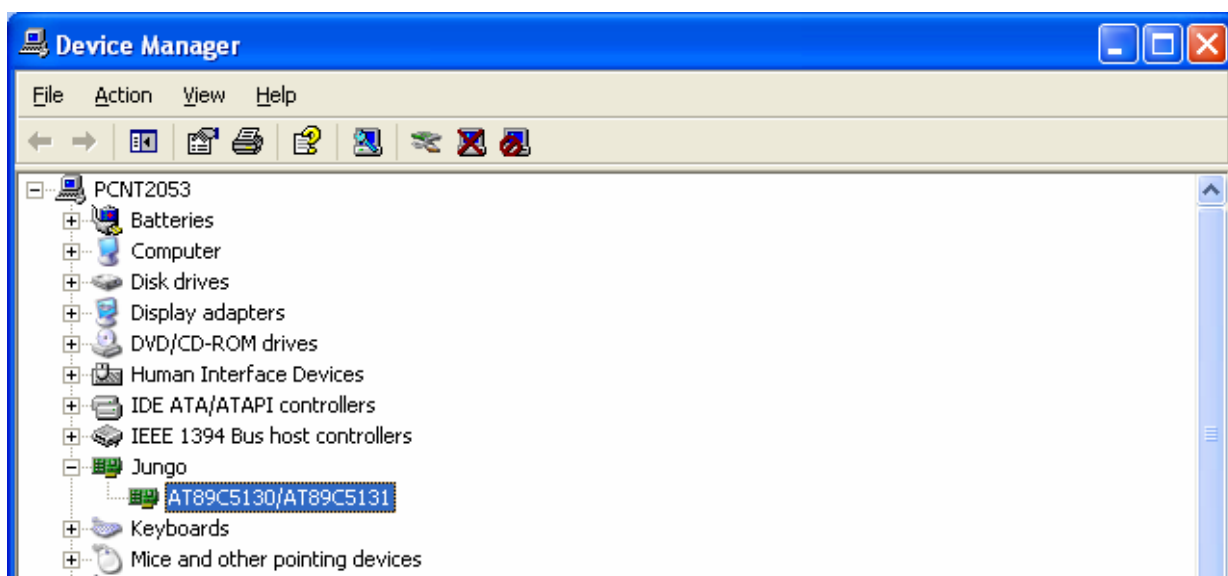 Device Manager
File Action View Help
PCNT2053
Batteries
Computer
Disk drives
Display adapters
DVD/CD-ROM drives
Human Interface Devices
IDE ATA/ATAPI controllers
IEEE 1394 Bus host controllers
Jungo
AT89C5130/AT89C5131
Keyboards
Mice and other pointing devices